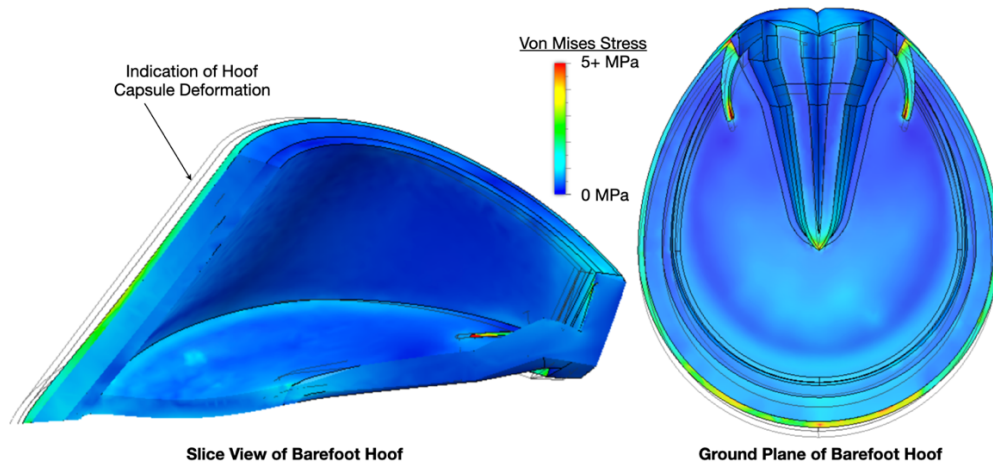 Indication of Hoof
Capsule Deformation
Von Mises Stress
5+ MPa
0 MPa
Slice View of Barefoot Hoof
Ground Plane of Barefoot Hoof